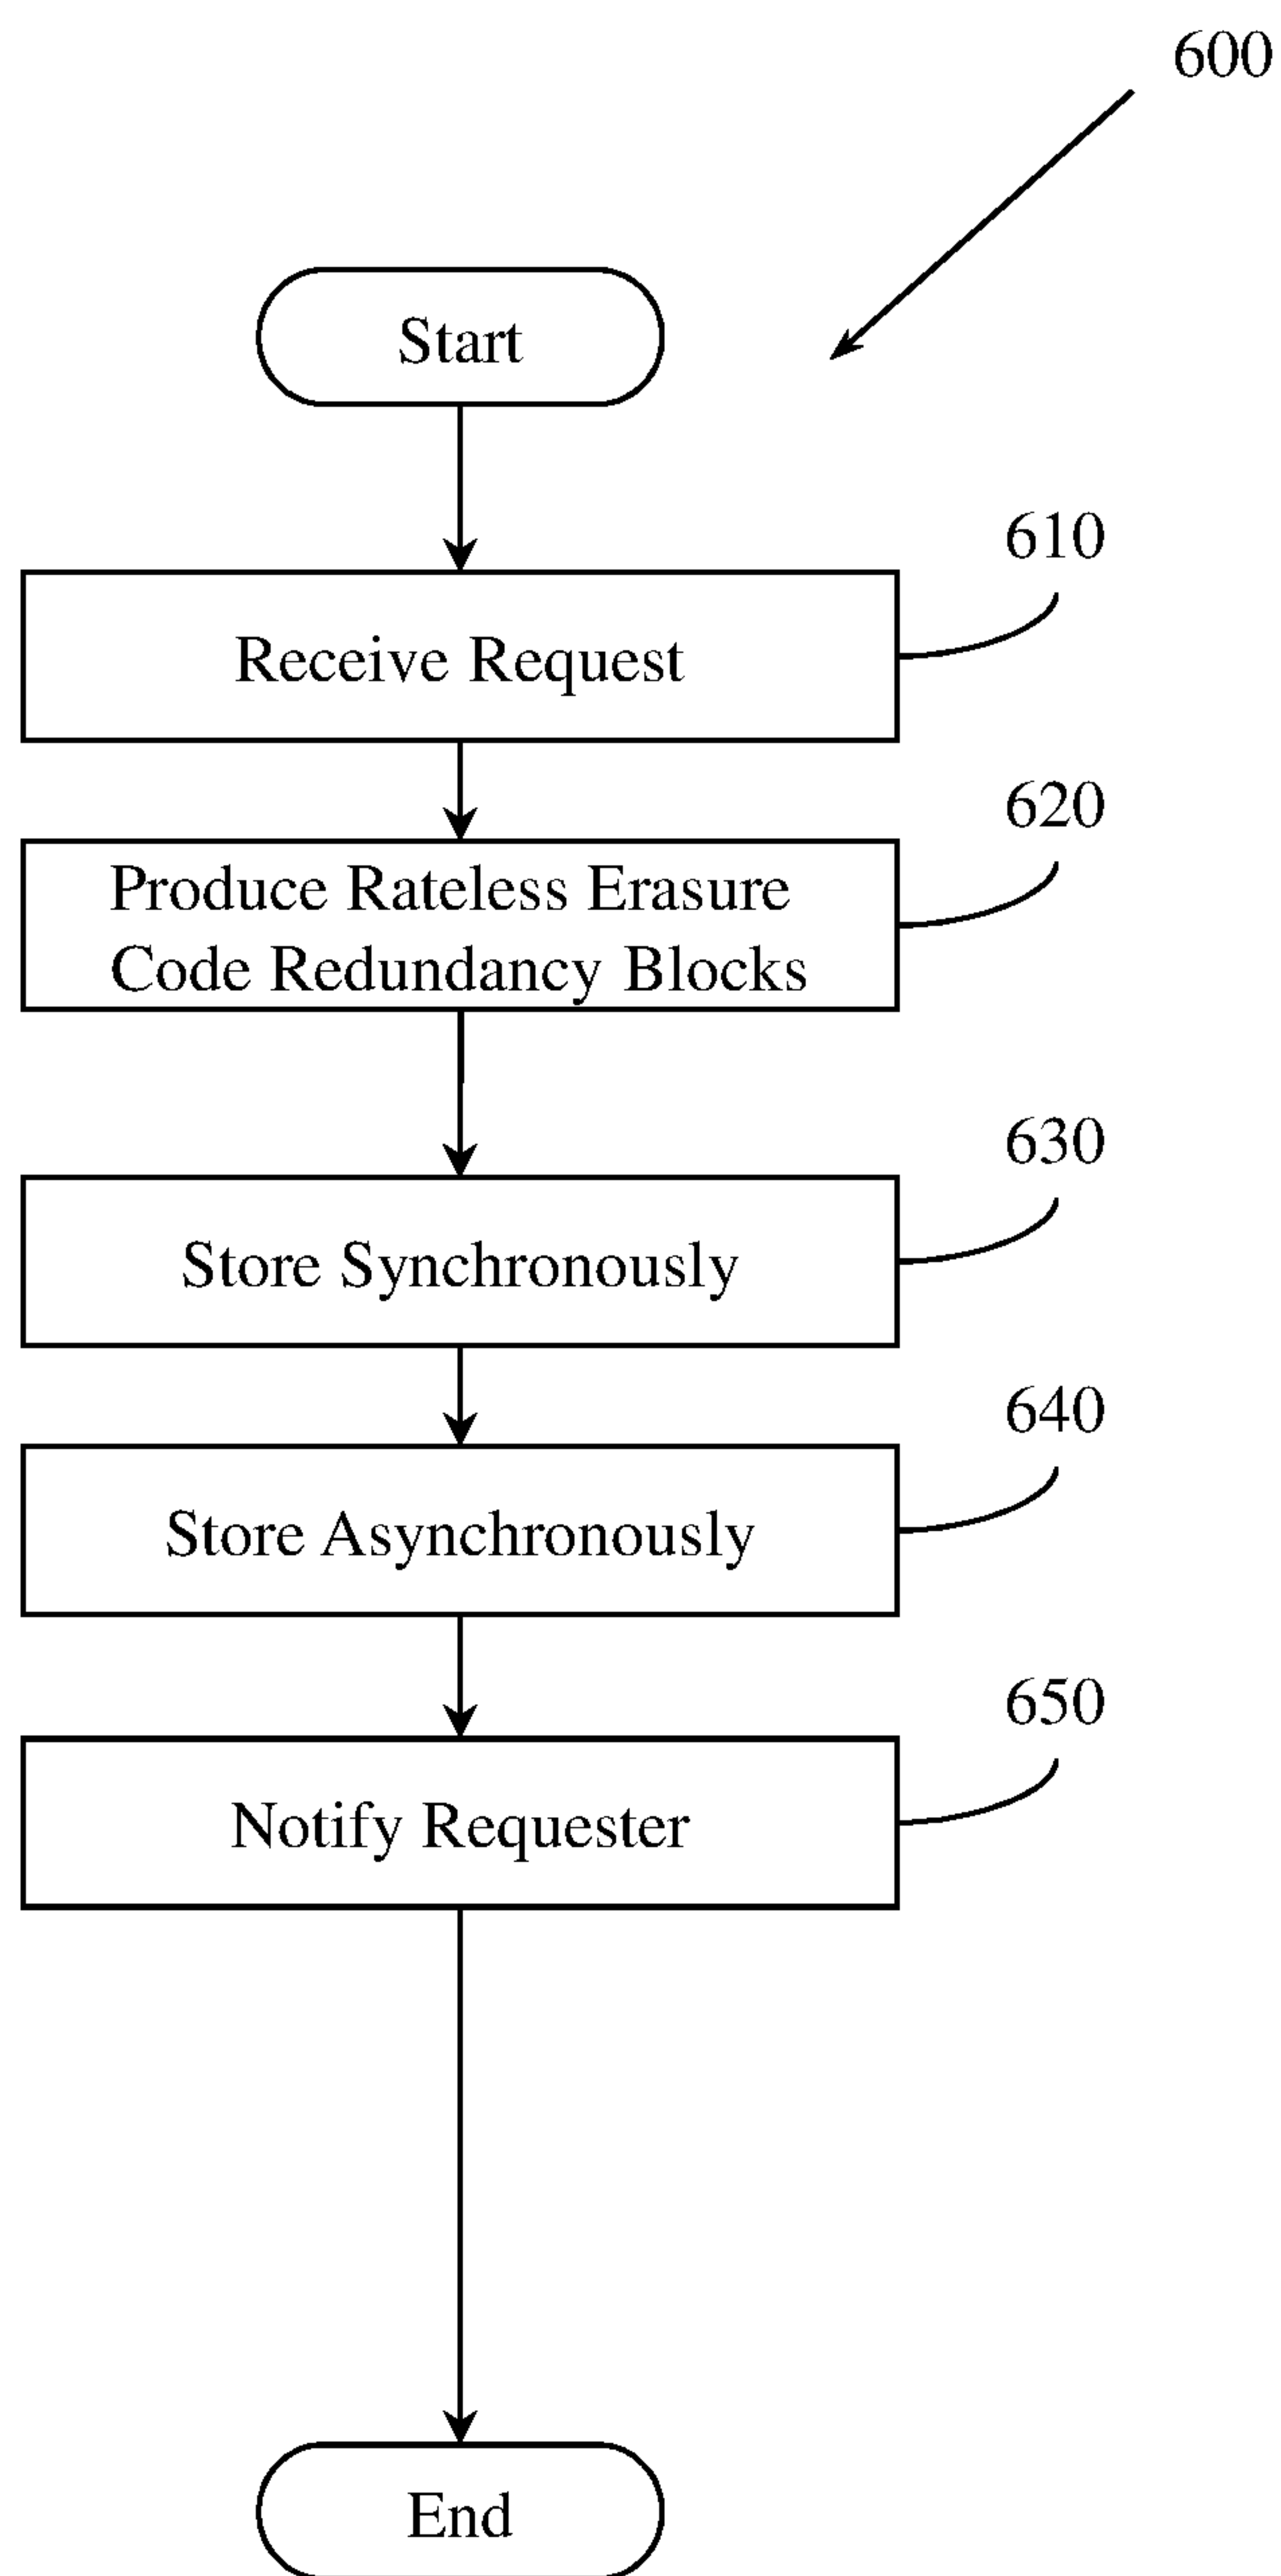 600
Start
610
Receive Request
620
Produce Rateless Erasure
Code Redundancy Blocks
630
Store Synchronously
640
Store Asynchronously
650
Notify Requester
End